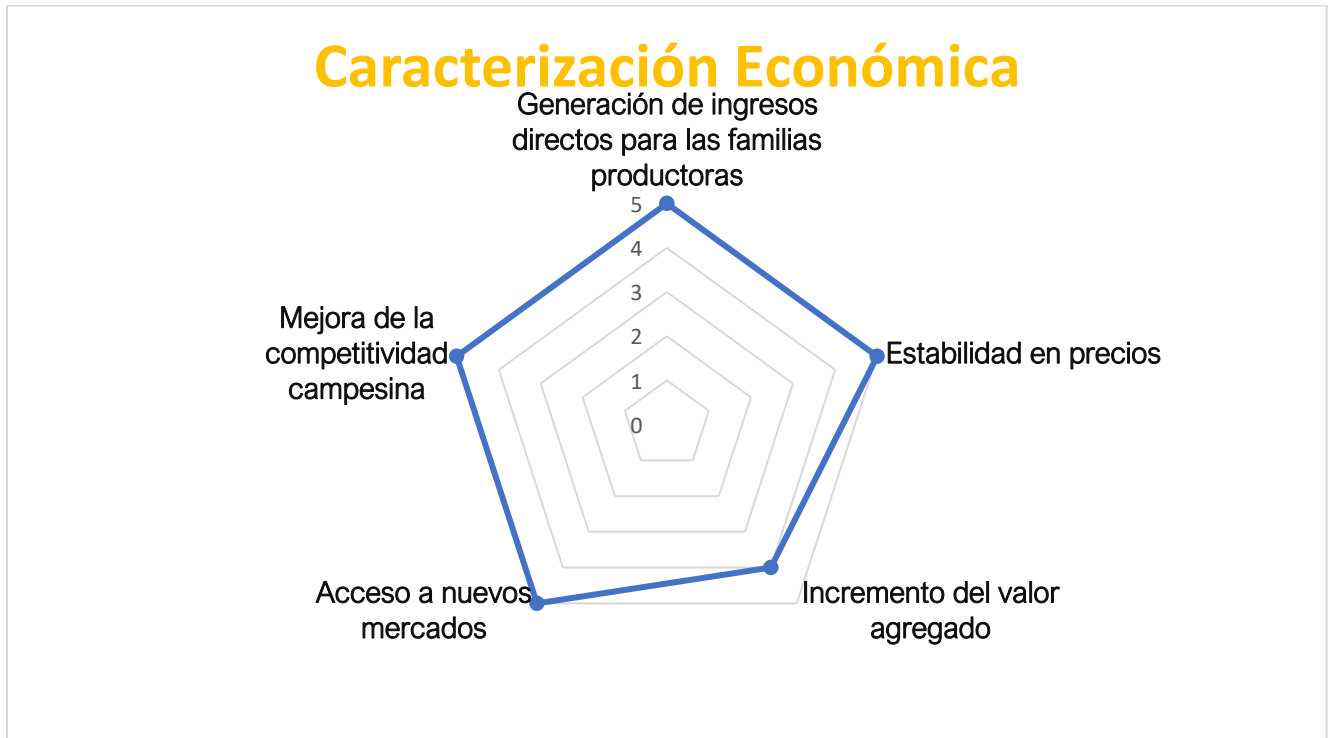 Caracterización Económica
Generación de ingresos
directos para las familias
productoras
5
4
3
2
1
0
Estabilidad en precios
Incremento del valor
agregado
Acceso a nuevos
mercados
Mejora de la
competitividad
campesina